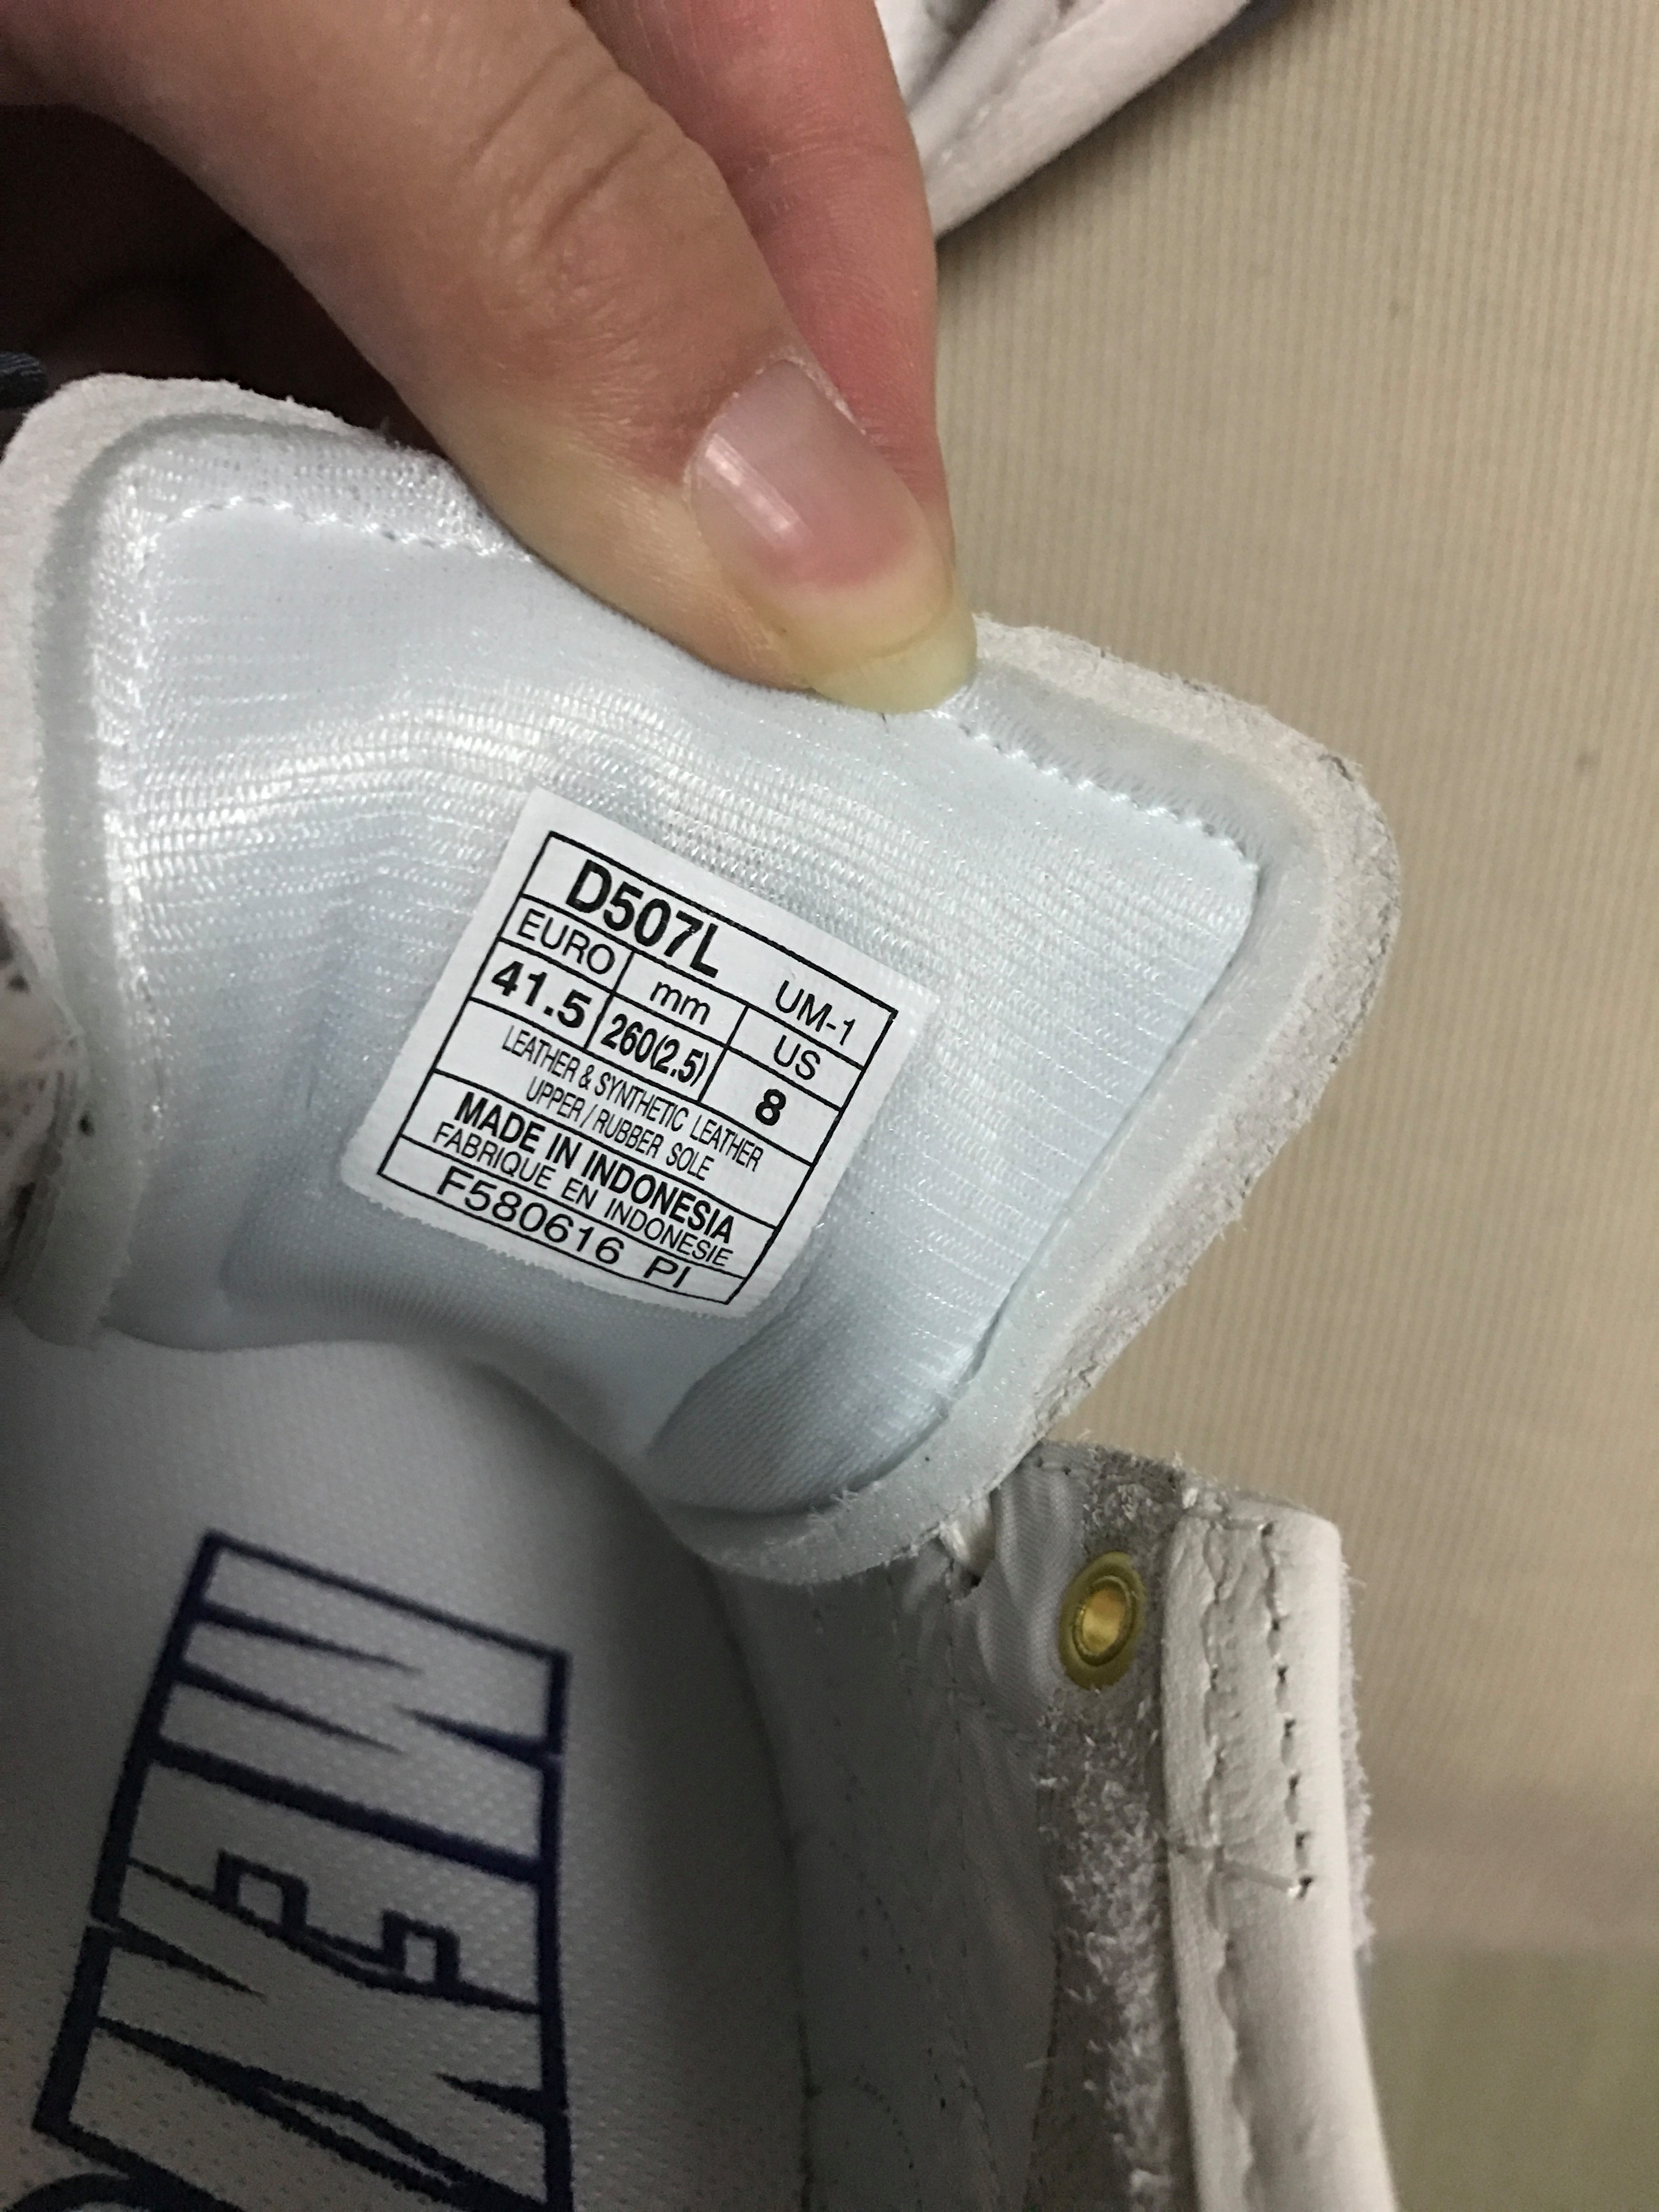 D507L UM-1
EURO mm US
41.5 260(2.5) 8
LEATHER & SYNTHETIC LEATHER
UPPER / RUBBER SOLE
MADE IN INDONESIA
FABRIQUE EN INDONESIE
F580616 PI